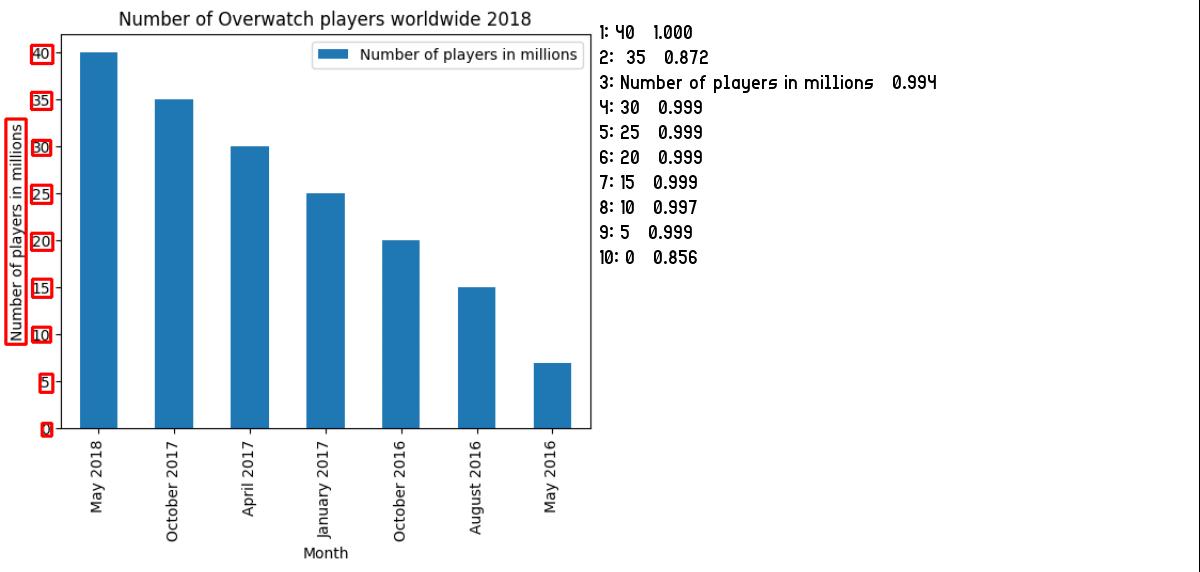 Number of Overwatch players worldwide 2018
Number of players in millions
Number of players in millions
40
35
30
25
20
15
10
5
0
May 2018
October 2017
April 2017
January 2017
October 2016
August 2016
May 2016
Month
1: 40 1.000
2: 35 0.872
3: Number of players in millions 0.994
4: 30 0.999
5: 25 0.999
6: 20 0.999
7: 15 0.999
8: 10 0.997
9: 5 0.999
10: 0 0.856